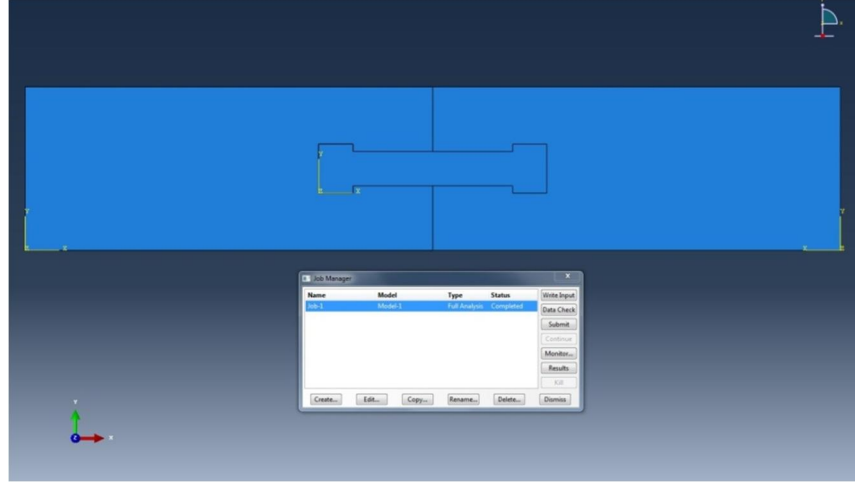 Job Manager
Name Model Type Status
Job-1 Model-1 Full Analysis Completed
Write Input
Data Check
Submit
Continue
Monitor...
Results
Kill
Create... Edit... Copy... Rename... Delete... Dismiss
Y
X
Y
X
Y
X
Y
Z X